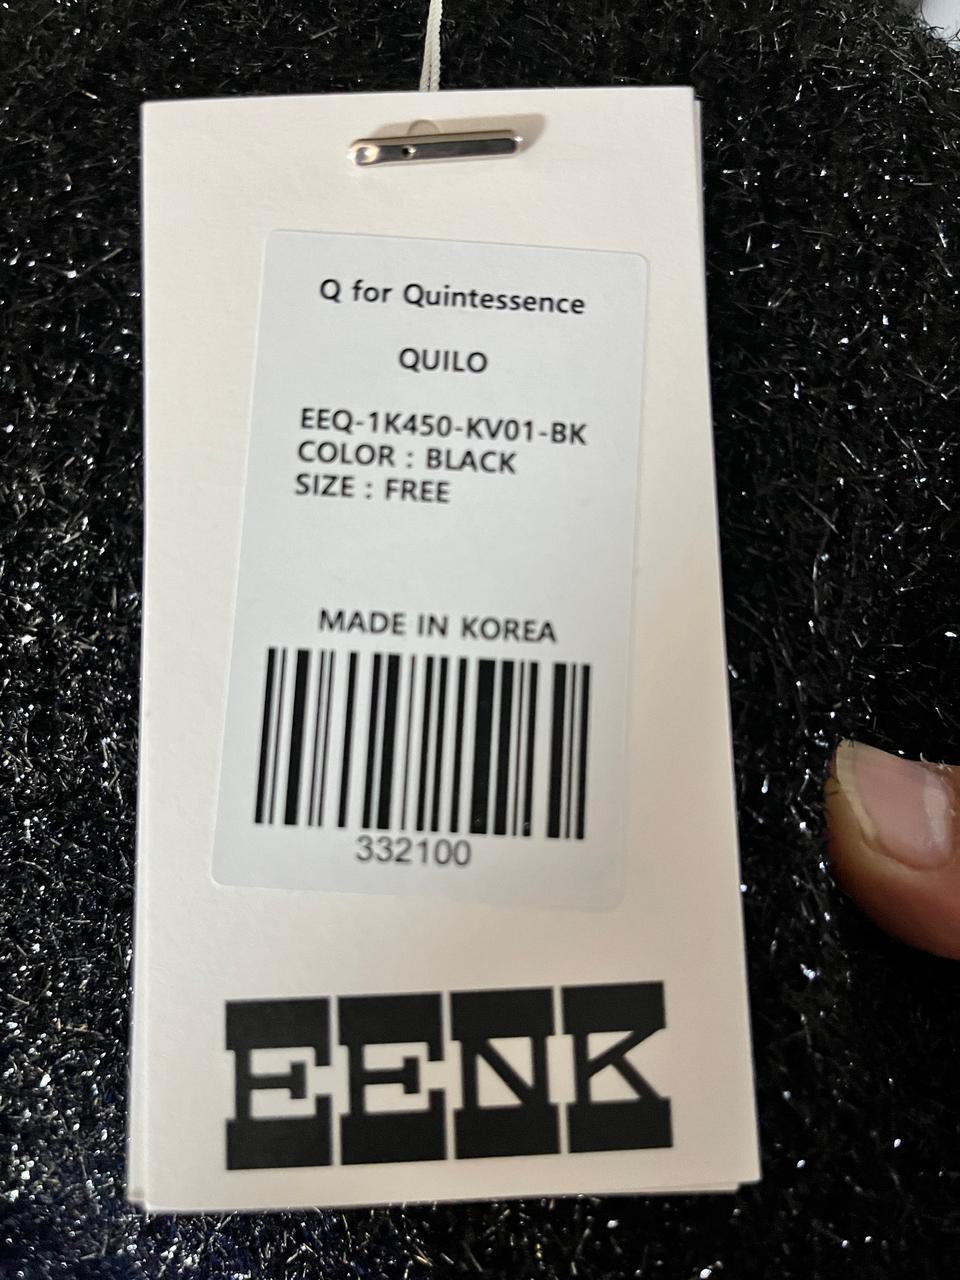 Q for Quintessence
QUILO
EEQ-1K450-KV01-BK
COLOR : BLACK
SIZE : FREE
MADE IN KOREA
332100
EENK